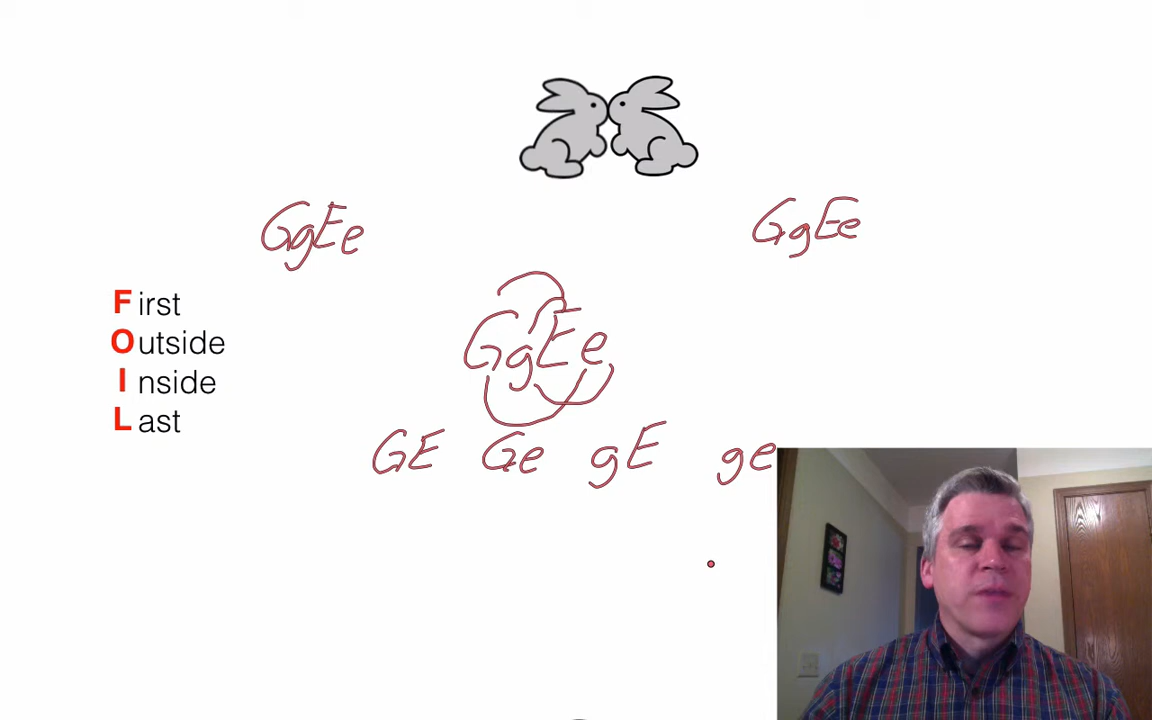 GgEe GgEe
First
Outside
Inside
Last
GgEe
GE Ge gE ge